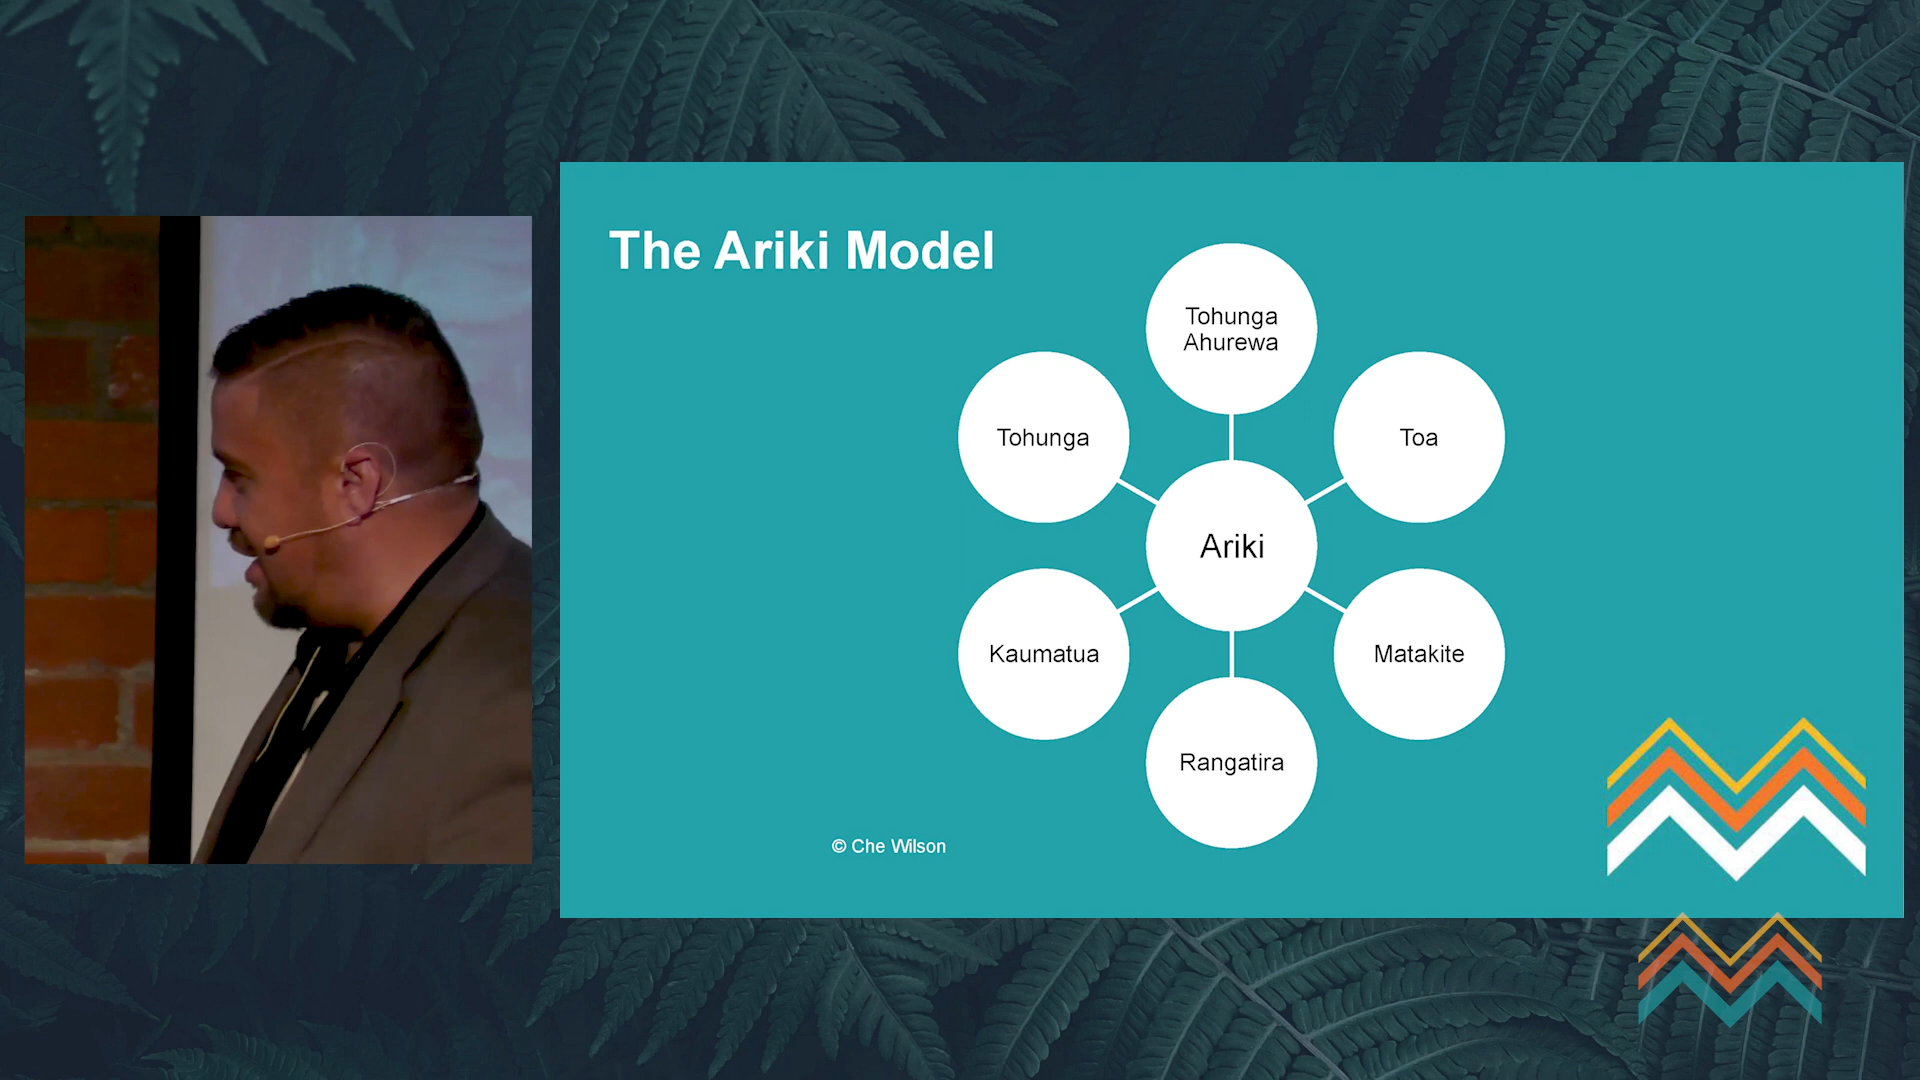 The Ariki Model
Tohunga
Ahurewa
Tohunga
Toa
Ariki
Kaumatua
Matakite
Rangatira
© Che Wilson